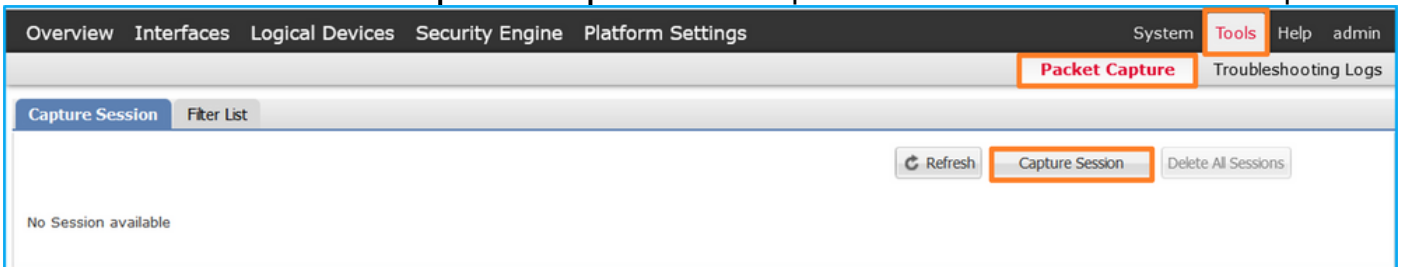 Overview Interfaces Logical Devices Security Engine Platform Settings System Tools Help admin
Packet Capture Troubleshooting Logs
Capture Session Filter List
Refresh Capture Session Delete All Sessions
No Session available